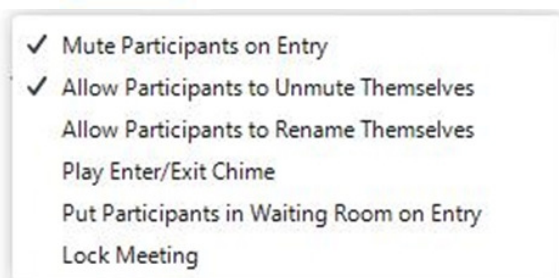 ✓ Mute Participants on Entry
✓ Allow Participants to Unmute Themselves
Allow Participants to Rename Themselves
Play Enter/Exit Chime
Put Participants in Waiting Room on Entry
Lock Meeting